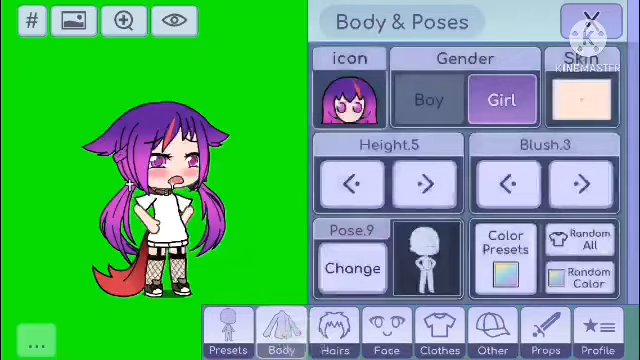 #
Body & Poses
X
K
KINEMASTER
icon
Gender
Skin
Boy
Girl
Height.5
Blush.3
Pose.9
Change
Color
Presets
Random
All
Random
Color
...
Presets
Body
Hairs
Face
Clothes
Other
Props
Profile